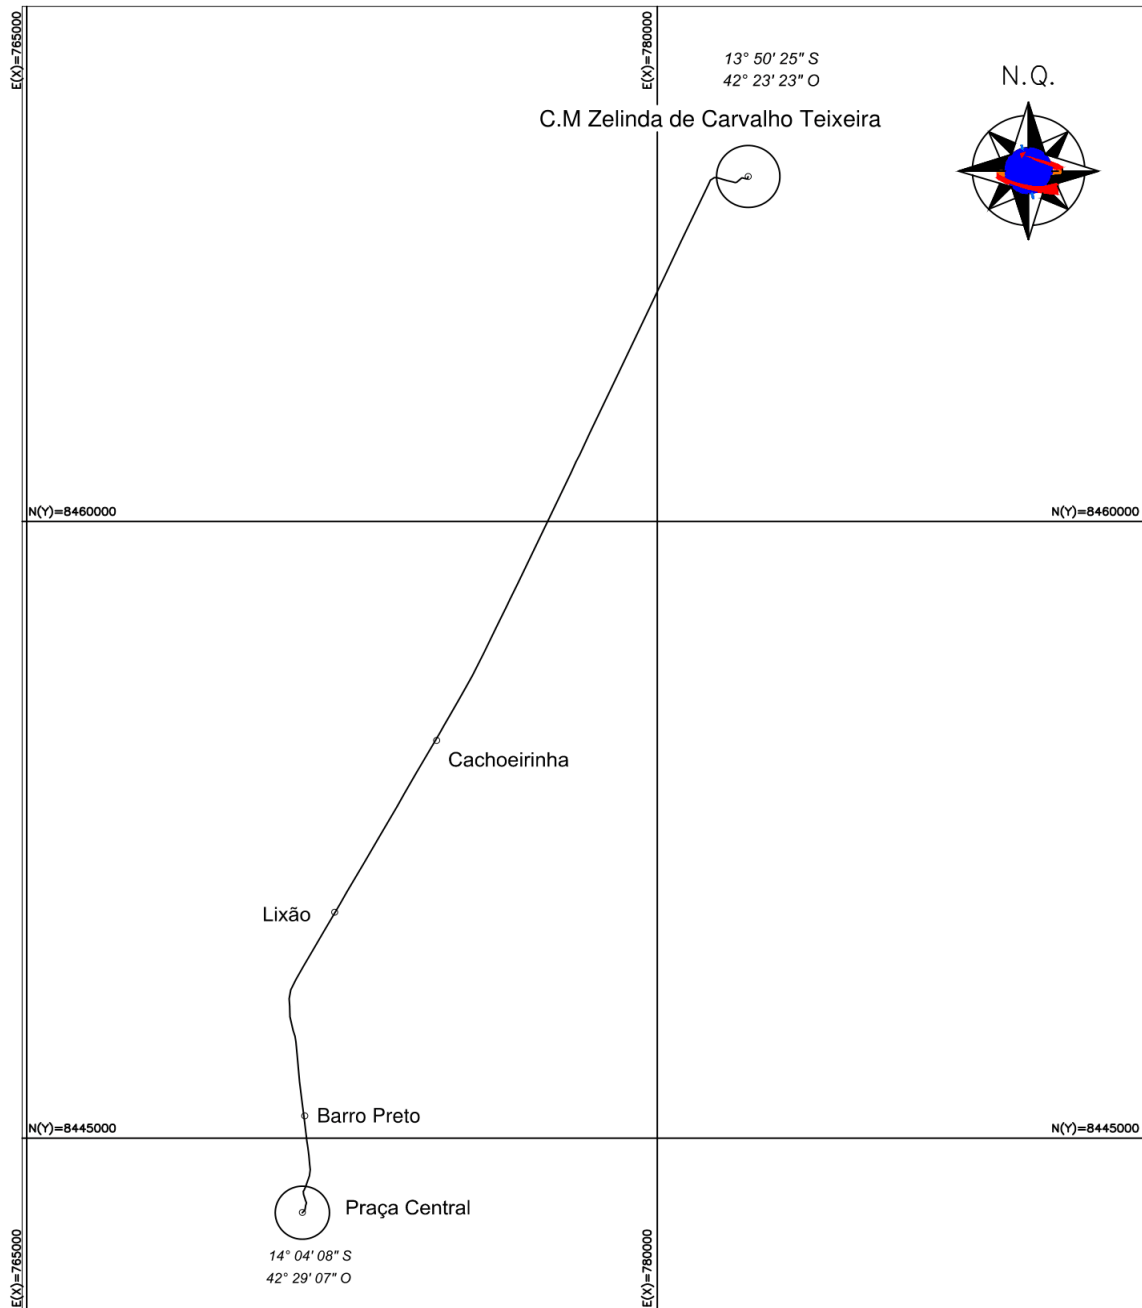 E(X)=765000
E(X)=780000
13° 50' 25" S
42° 23' 23" O
N.Q.
C.M Zelinda de Carvalho Teixeira
N(Y)=8460000
N(Y)=8460000
Cachoeirinha
Lixão
Barro Preto
N(Y)=8445000
N(Y)=8445000
Praça Central
14° 04' 08" S
42° 29' 07" O
E(X)=765000
E(X)=780000